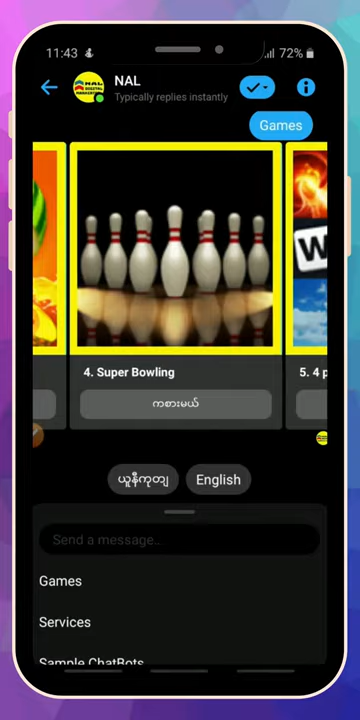 11:43
72%
NAL
Typically replies instantly
Games
4. Super Bowling
ကစားမယ်
5. 4 p
ယူနီကုတျ
English
Send a message...
Games
Services
Sample ChatBots